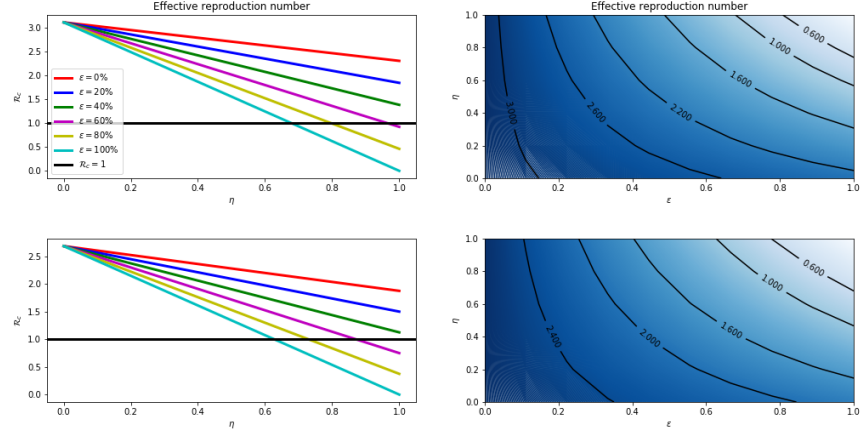 Effective reproduction number
3.0
2.5
2.0
1.5
1.0
0.5
0.0
ℛc
ε = 0%
ε = 20%
ε = 40%
ε = 60%
ε = 80%
ε = 100%
ℛc = 1
0.0 0.2 0.4 0.6 0.8 1.0
η
Effective reproduction number
1.0
0.8
0.6
0.4
0.2
0.0
η
3.000
2.600
2.200
1.600
1.000
0.600
0.0 0.2 0.4 0.6 0.8 1.0
ε
2.5
2.0
1.5
1.0
0.5
0.0
ℛc
0.0 0.2 0.4 0.6 0.8 1.0
η
1.0
0.8
0.6
0.4
0.2
0.0
η
2.400
2.000
1.600
1.000
0.600
0.0 0.2 0.4 0.6 0.8 1.0
ε